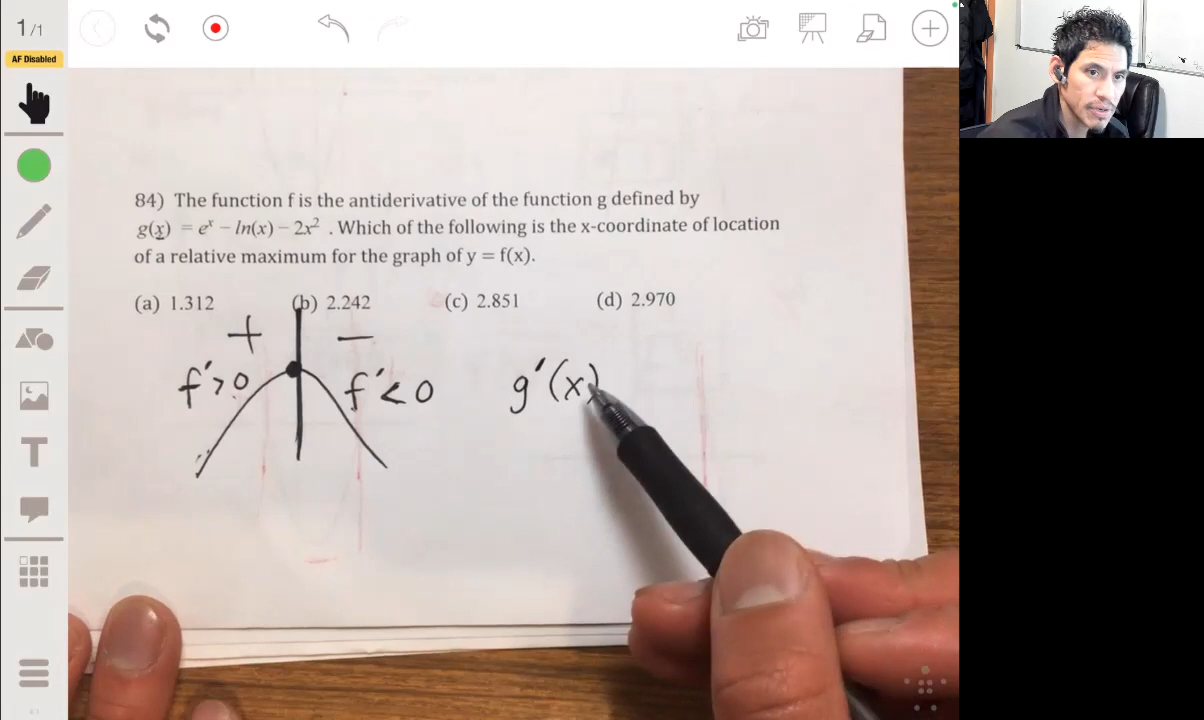 1/1
AF Disabled
84) The function f is the antiderivative of the function g defined by
g(x) = eˣ − ln(x) − 2x² . Which of the following is the x-coordinate of location
of a relative maximum for the graph of y = f(x).
(a) 1.312 (b) 2.242 (c) 2.851 (d) 2.970
+ −
f'>0 f'<0 g'(x)
T